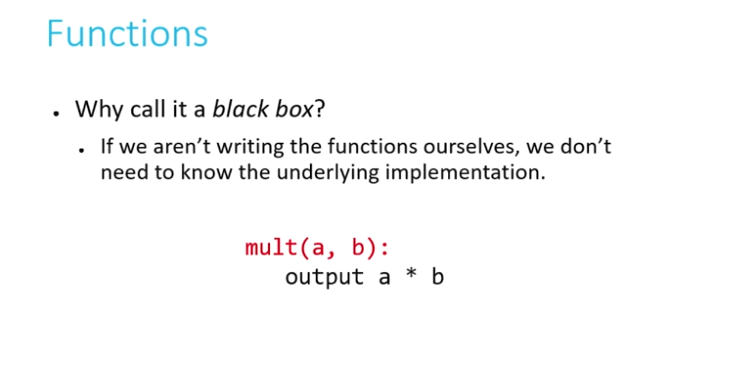 Functions
• Why call it a black box?
• If we aren’t writing the functions ourselves, we don’t
need to know the underlying implementation.
mult(a, b):
output a * b